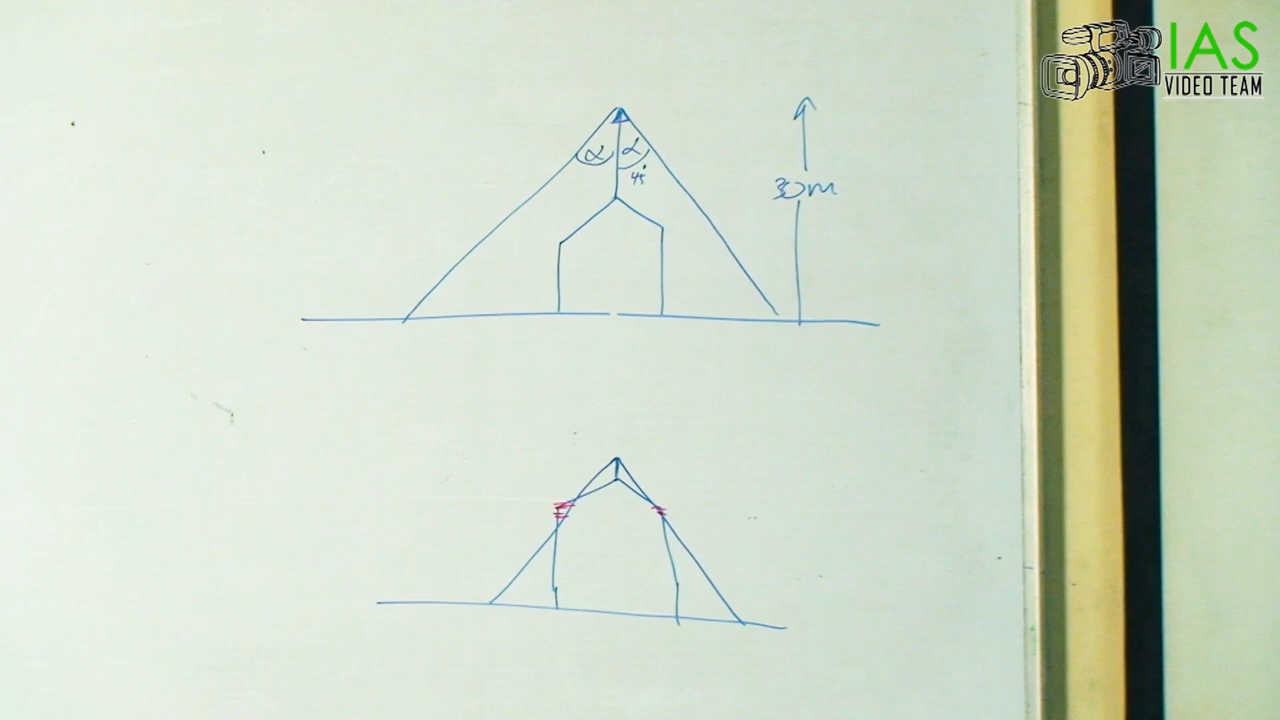 IAS
VIDEO TEAM
α α
45°
30m